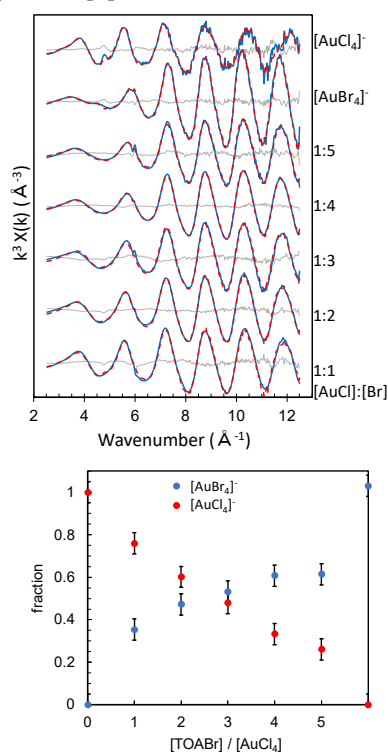 [AuCl4]-
[AuBr4]-
1:5
1:4
1:3
1:2
1:1
[AuCl]:[Br]
k³ X(k) ( Å-3)
2 4 6 8 10 12
Wavenumber ( Å-1)
[AuBr4]-
[AuCl4]-
1
0.8
0.6
0.4
0.2
0
fraction
0 1 2 3 4 5
[TOABr] / [AuCl4]